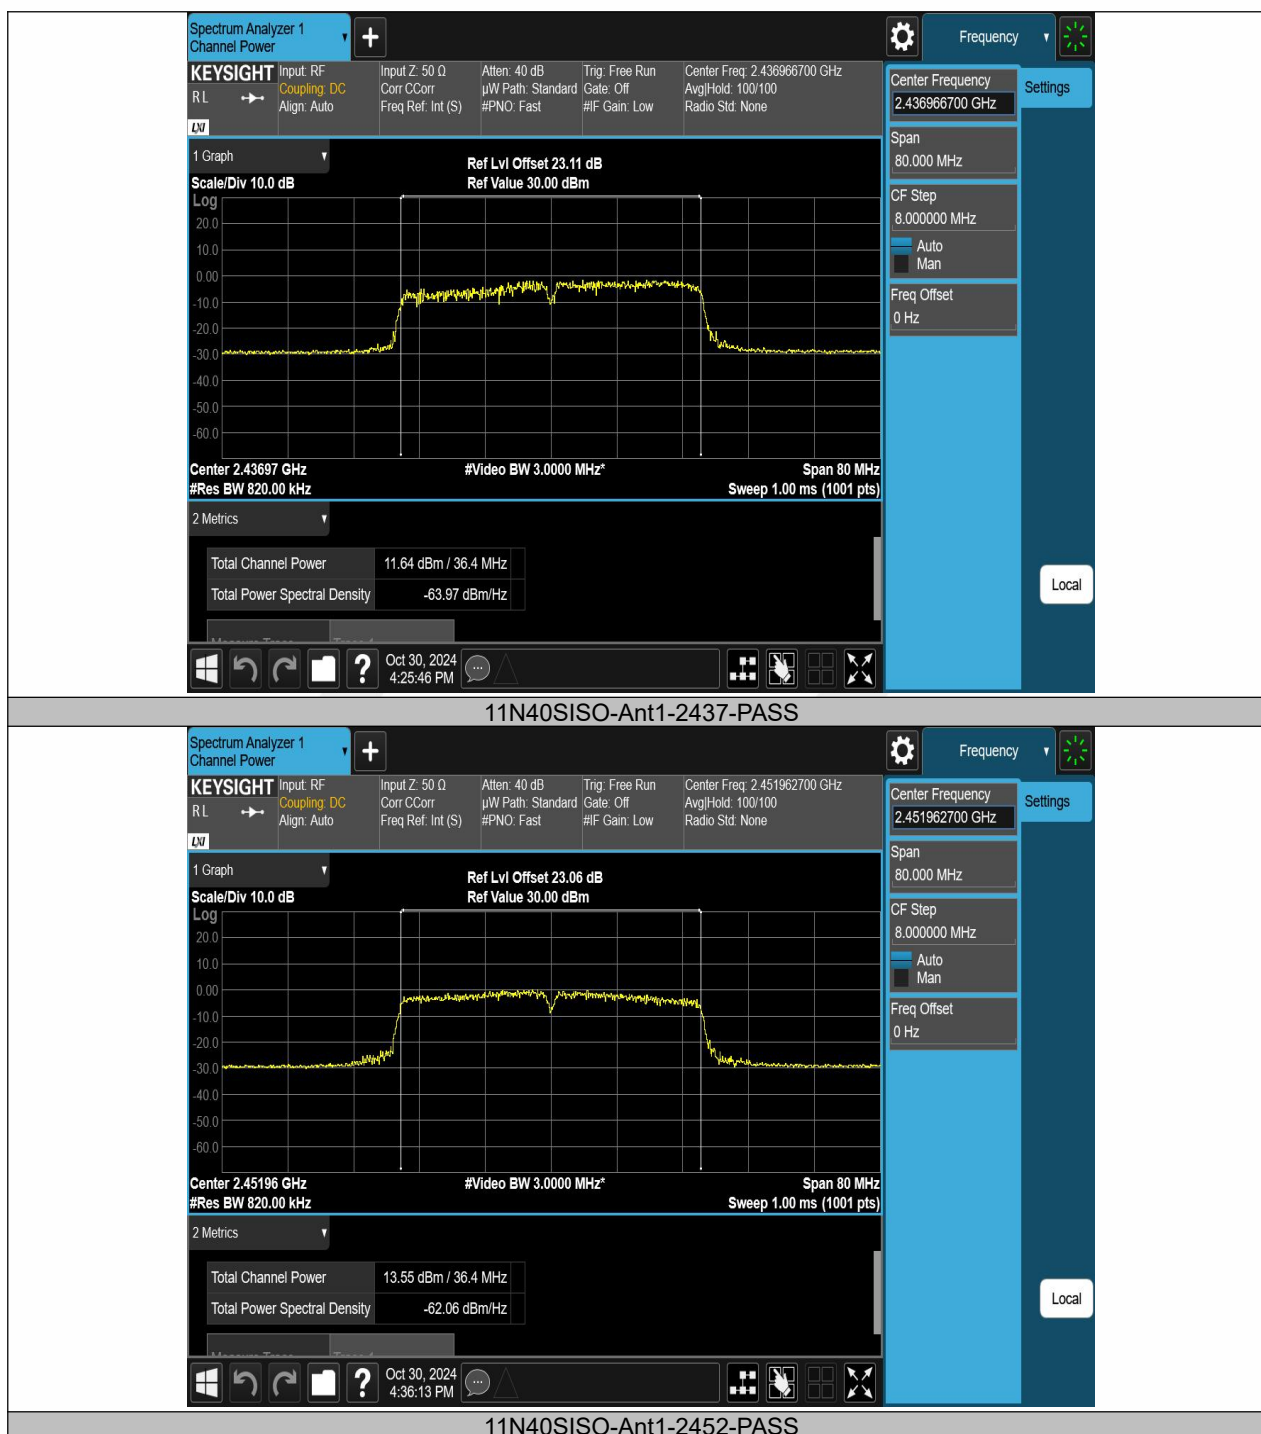 Spectrum Analyzer 1
Channel Power
+
Frequency
KEYSIGHT
R L
LXI
Input: RF
Coupling: DC
Align: Auto
Input Z: 50 Ω
Corr CCorr
Freq Ref: Int (S)
Atten: 40 dB
µW Path: Standard
#PNO: Fast
Trig: Free Run
Gate: Off
#IF Gain: Low
Center Freq: 2.436966700 GHz
Avg|Hold: 100/100
Radio Std: None
Center Frequency
2.436966700 GHz
Settings
Span
80.000 MHz
CF Step
8.000000 MHz
Auto
Man
Freq Offset
0 Hz
Local
1 Graph
Scale/Div 10.0 dB
Ref Lvl Offset 23.11 dB
Ref Value 30.00 dBm
Log
20.0
10.0
0.00
-10.0
-20.0
-30.0
-40.0
-50.0
-60.0
Center 2.43697 GHz
#Video BW 3.0000 MHz*
Span 80 MHz
#Res BW 820.00 kHz
Sweep 1.00 ms (1001 pts)
2 Metrics
Total Channel Power 11.64 dBm / 36.4 MHz
Total Power Spectral Density -63.97 dBm/Hz
?
Oct 30, 2024
4:25:46 PM
11N40SISO-Ant1-2437-PASS
Spectrum Analyzer 1
Channel Power
+
Frequency
KEYSIGHT
R L
LXI
Input: RF
Coupling: DC
Align: Auto
Input Z: 50 Ω
Corr CCorr
Freq Ref: Int (S)
Atten: 40 dB
µW Path: Standard
#PNO: Fast
Trig: Free Run
Gate: Off
#IF Gain: Low
Center Freq: 2.451962700 GHz
Avg|Hold: 100/100
Radio Std: None
Center Frequency
2.451962700 GHz
Settings
Span
80.000 MHz
CF Step
8.000000 MHz
Auto
Man
Freq Offset
0 Hz
Local
1 Graph
Scale/Div 10.0 dB
Ref Lvl Offset 23.06 dB
Ref Value 30.00 dBm
Log
20.0
10.0
0.00
-10.0
-20.0
-30.0
-40.0
-50.0
-60.0
Center 2.45196 GHz
#Video BW 3.0000 MHz*
Span 80 MHz
#Res BW 820.00 kHz
Sweep 1.00 ms (1001 pts)
2 Metrics
Total Channel Power 13.55 dBm / 36.4 MHz
Total Power Spectral Density -62.06 dBm/Hz
?
Oct 30, 2024
4:36:13 PM
11N40SISO-Ant1-2452-PASS